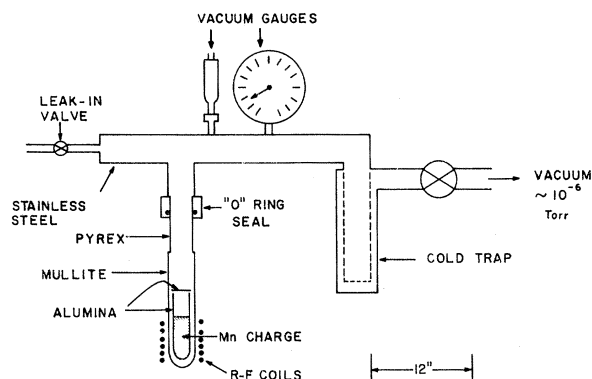 VACUUM GAUGES
LEAK-IN
VALVE
STAINLESS
STEEL
"O" RING
SEAL
VACUUM
~ 10⁻⁶
Torr
PYREX
COLD TRAP
MULLITE
ALUMINA
Mn CHARGE
R-F COILS
12"